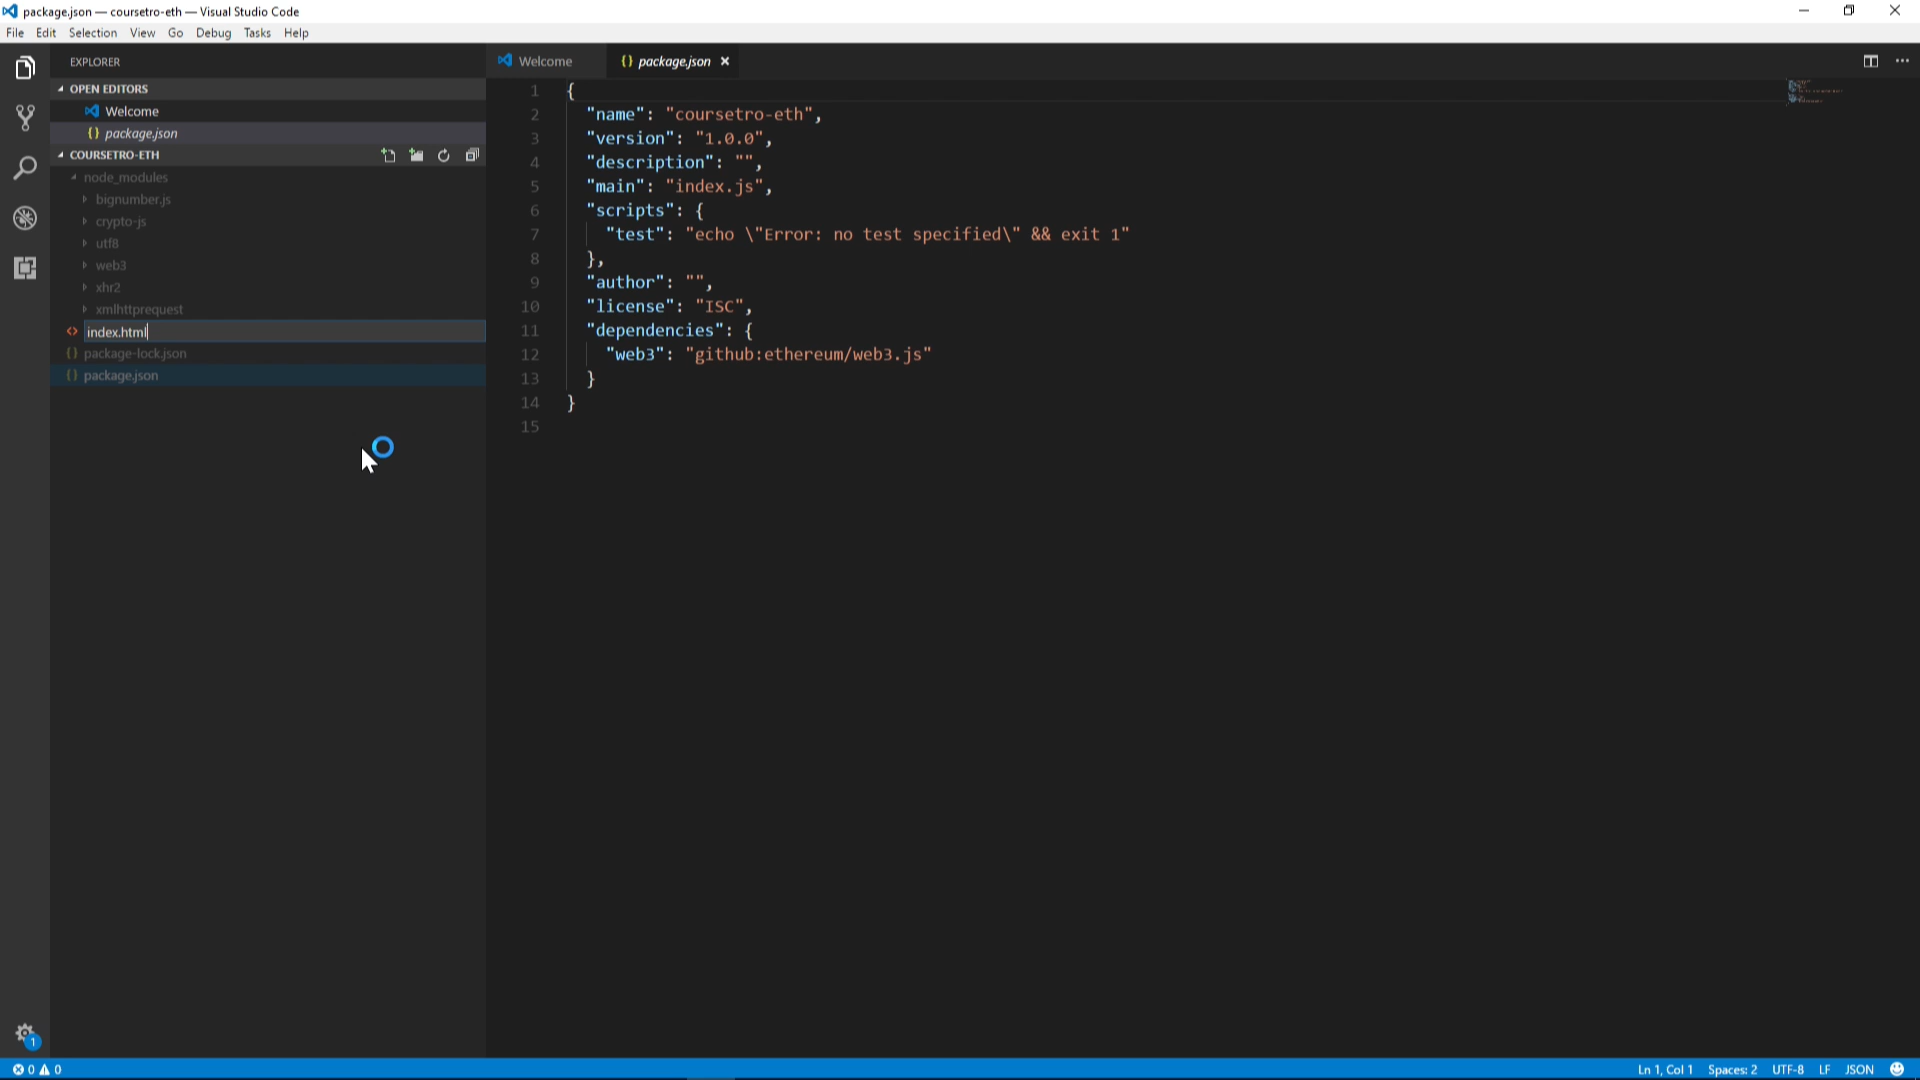 package.json — coursetro-eth — Visual Studio Code
File Edit Selection View Go Debug Tasks Help
EXPLORER
OPEN EDITORS
Welcome
{} package.json
COURSETRO-ETH
node_modules
bignumber.js
crypto-js
utf8
web3
xhr2
xmlhttprequest
<> index.html
{} package-lock.json
{} package.json
1
Welcome {} package.json ×
1 {
2 "name": "coursetro-eth",
3 "version": "1.0.0",
4 "description": "",
5 "main": "index.js",
6 "scripts": {
7 "test": "echo \"Error: no test specified\" && exit 1"
8 },
9 "author": "",
10 "license": "ISC",
11 "dependencies": {
12 "web3": "github:ethereum/web3.js"
13 }
14 }
15
0 0 Ln 1, Col 1 Spaces: 2 UTF-8 LF JSON